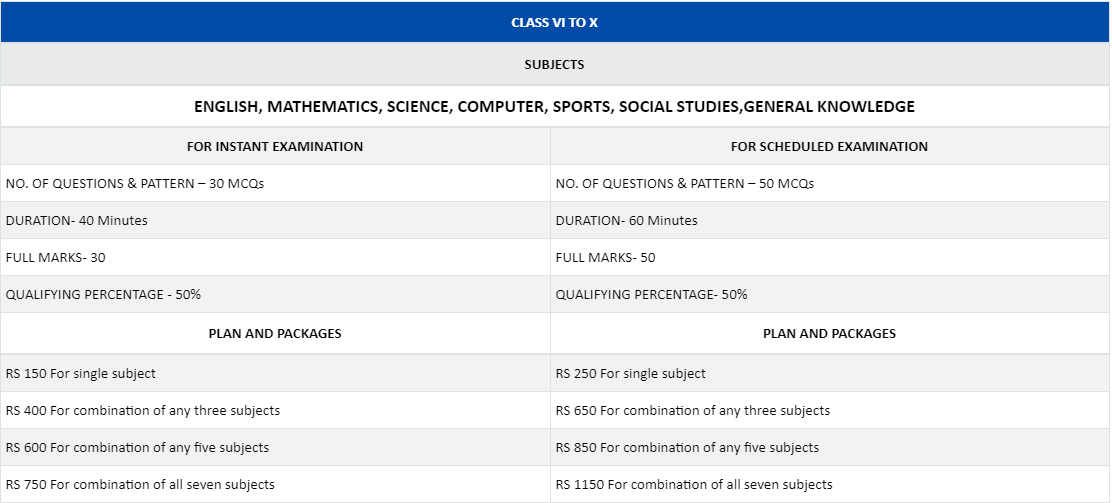 CLASS VI TO X
SUBJECTS
ENGLISH, MATHEMATICS, SCIENCE, COMPUTER, SPORTS, SOCIAL STUDIES,GENERAL KNOWLEDGE
FOR INSTANT EXAMINATION
FOR SCHEDULED EXAMINATION
NO. OF QUESTIONS & PATTERN – 30 MCQs
NO. OF QUESTIONS & PATTERN – 50 MCQs
DURATION- 40 Minutes
DURATION- 60 Minutes
FULL MARKS- 30
FULL MARKS- 50
QUALIFYING PERCENTAGE - 50%
QUALIFYING PERCENTAGE- 50%
PLAN AND PACKAGES
PLAN AND PACKAGES
RS 150 For single subject
RS 250 For single subject
RS 400 For combination of any three subjects
RS 650 For combination of any three subjects
RS 600 For combination of any five subjects
RS 850 For combination of any five subjects
RS 750 For combination of all seven subjects
RS 1150 For combination of all seven subjects